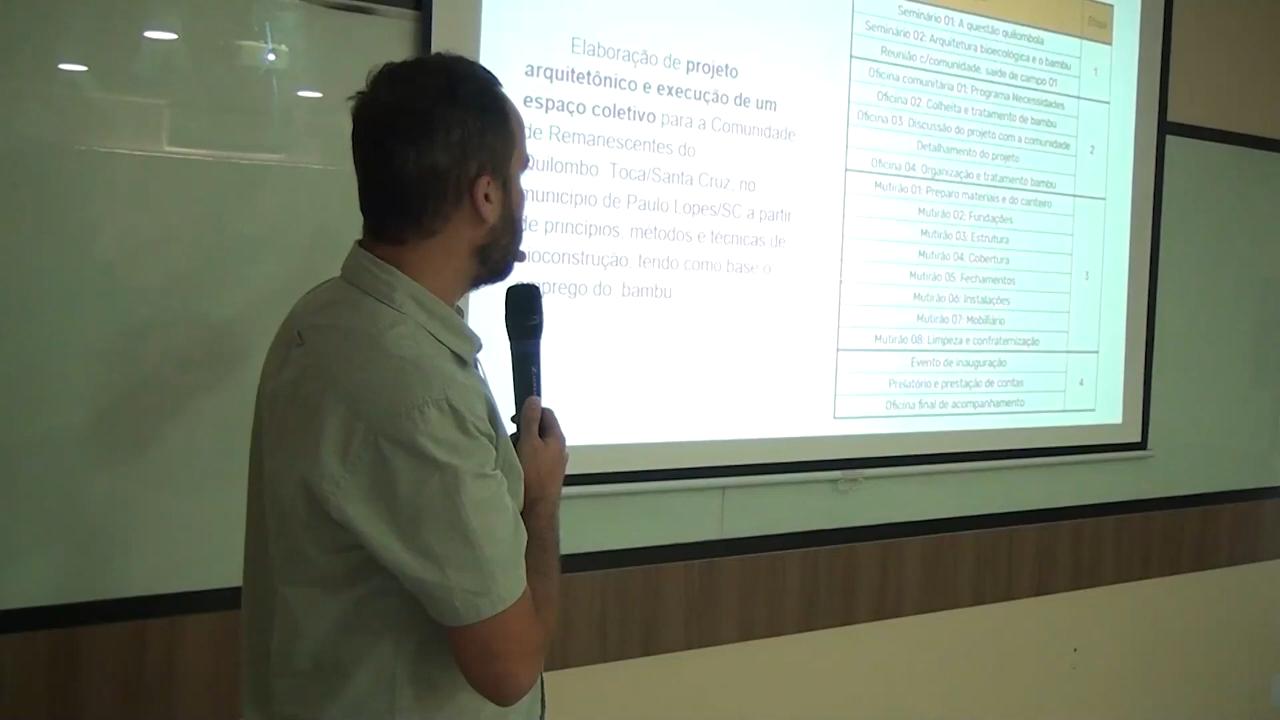 Elaboração de projeto
arquitetônico e execução de um
espaço coletivo para a Comunidade
de Remanescentes do
Quilombo Toca/Santa Cruz, no
município de Paulo Lopes/SC a partir
de princípios, métodos e técnicas de
bioconstrução, tendo como base o
emprego do bambu
Etapa
Seminário 01: A questão quilombola
Seminário 02: Arquitetura bioecológica e o bambu
Reunião c/comunidade, saída de campo 01
1
Oficina comunitária 01: Programa Necessidades
Oficina 02: Colheita e tratamento de bambu
Oficina 03: Discussão do projeto com a comunidade
Detalhamento do projeto
Oficina 04: Organização e tratamento bambu
2
Mutirão 01: Preparo materiais e do canteiro
Mutirão 02: Fundações
Mutirão 03: Estrutura
Mutirão 04: Cobertura
Mutirão 05: Fechamentos
Mutirão 06: Instalações
Mutirão 07: Mobiliário
Mutirão 08: Limpeza e confraternização
3
Evento de inauguração
Prelatório e prestação de contas
Oficina final de acompanhamento
4